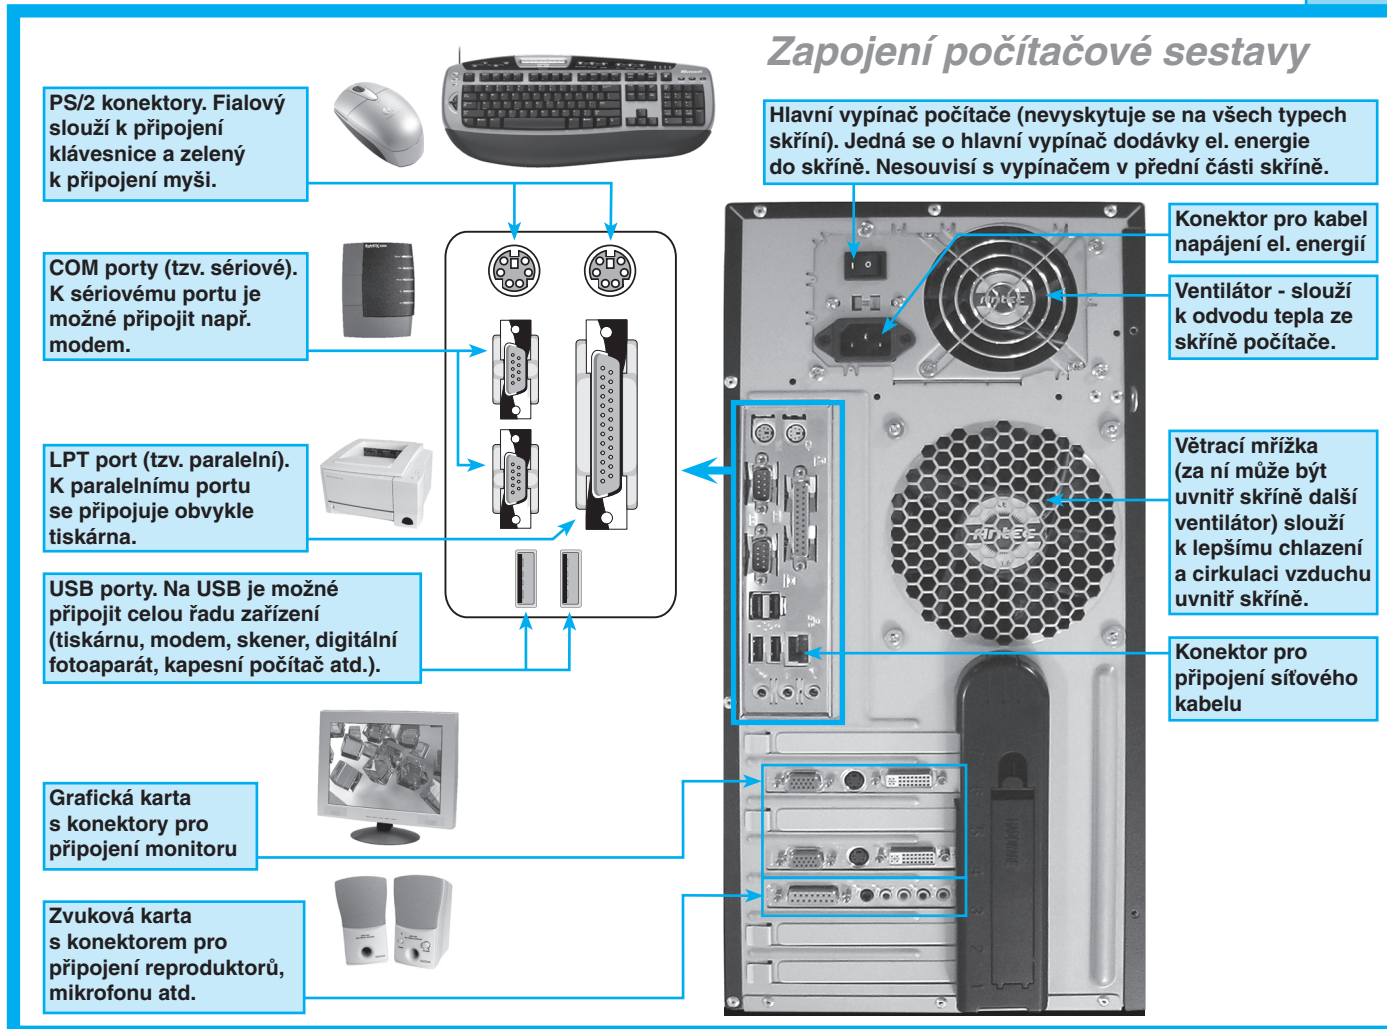 Zapojení počítačové sestavy
PS/2 konektory. Fialový
slouží k připojení
klávesnice a zelený
k připojení myši.
Hlavní vypínač počítače (nevyskytuje se na všech typech
skříní). Jedná se o hlavní vypínač dodávky el. energie
do skříně. Nesouvisí s vypínačem v přední části skříně.
COM porty (tzv. sériové).
K sériovému portu je
možné připojit např.
modem.
Konektor pro kabel
napájení el. energií
Ventilátor - slouží
k odvodu tepla ze
skříně počítače.
LPT port (tzv. paralelní).
K paralelnímu portu
se připojuje obvykle
tiskárna.
Větrací mřížka
(za ní může být
uvnitř skříně další
ventilátor) slouží
k lepšímu chlazení
a cirkulaci vzduchu
uvnitř skříně.
USB porty. Na USB je možné
připojit celou řadu zařízení
(tiskárnu, modem, skener, digitální
fotoaparát, kapesní počítač atd.).
Konektor pro
připojení síťového
kabelu
Grafická karta
s konektory pro
připojení monitoru
Zvuková karta
s konektorem pro
připojení reproduktorů,
mikrofonu atd.
Antec
Antec